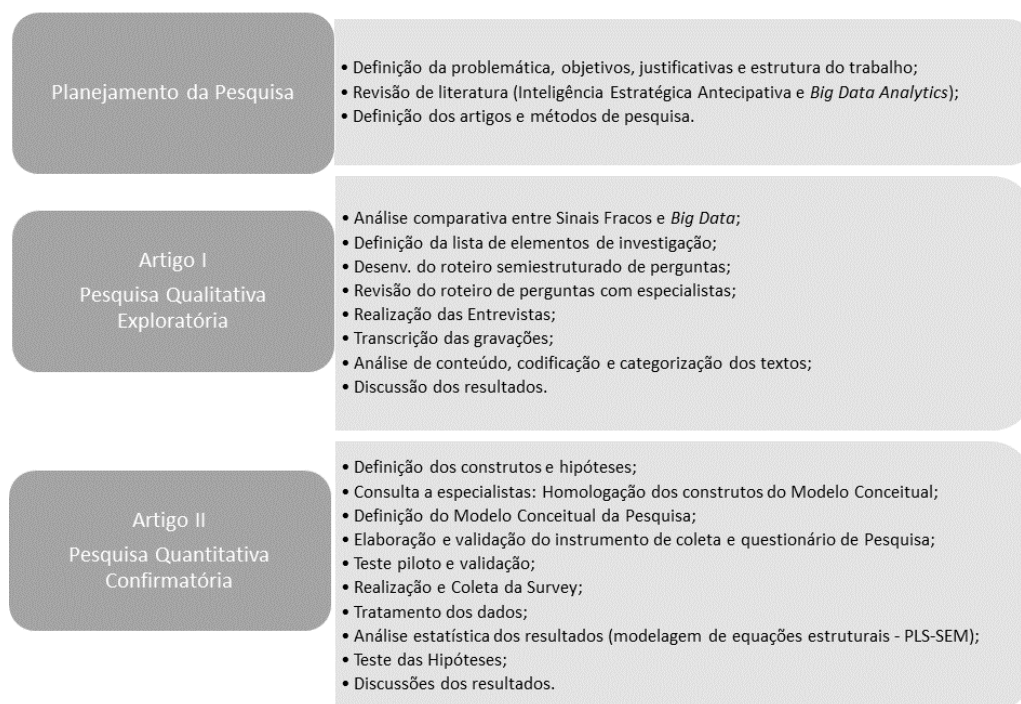 Planejamento da Pesquisa
• Definição da problemática, objetivos, justificativas e estrutura do trabalho;
• Revisão de literatura (Inteligência Estratégica Antecipativa e Big Data Analytics);
• Definição dos artigos e métodos de pesquisa.
Artigo I
Pesquisa Qualitativa
Exploratória
• Análise comparativa entre Sinais Fracos e Big Data;
• Definição da lista de elementos de investigação;
• Desenv. do roteiro semiestruturado de perguntas;
• Revisão do roteiro de perguntas com especialistas;
• Realização das Entrevistas;
• Transcrição das gravações;
• Análise de conteúdo, codificação e categorização dos textos;
• Discussão dos resultados.
Artigo II
Pesquisa Quantitativa
Confirmatória
• Definição dos construtos e hipóteses;
• Consulta a especialistas: Homologação dos construtos do Modelo Conceitual;
• Definição do Modelo Conceitual da Pesquisa;
• Elaboração e validação do instrumento de coleta e questionário de Pesquisa;
• Teste piloto e validação;
• Realização e Coleta da Survey;
• Tratamento dos dados;
• Análise estatística dos resultados (modelagem de equações estruturais - PLS-SEM);
• Teste das Hipóteses;
• Discussões dos resultados.